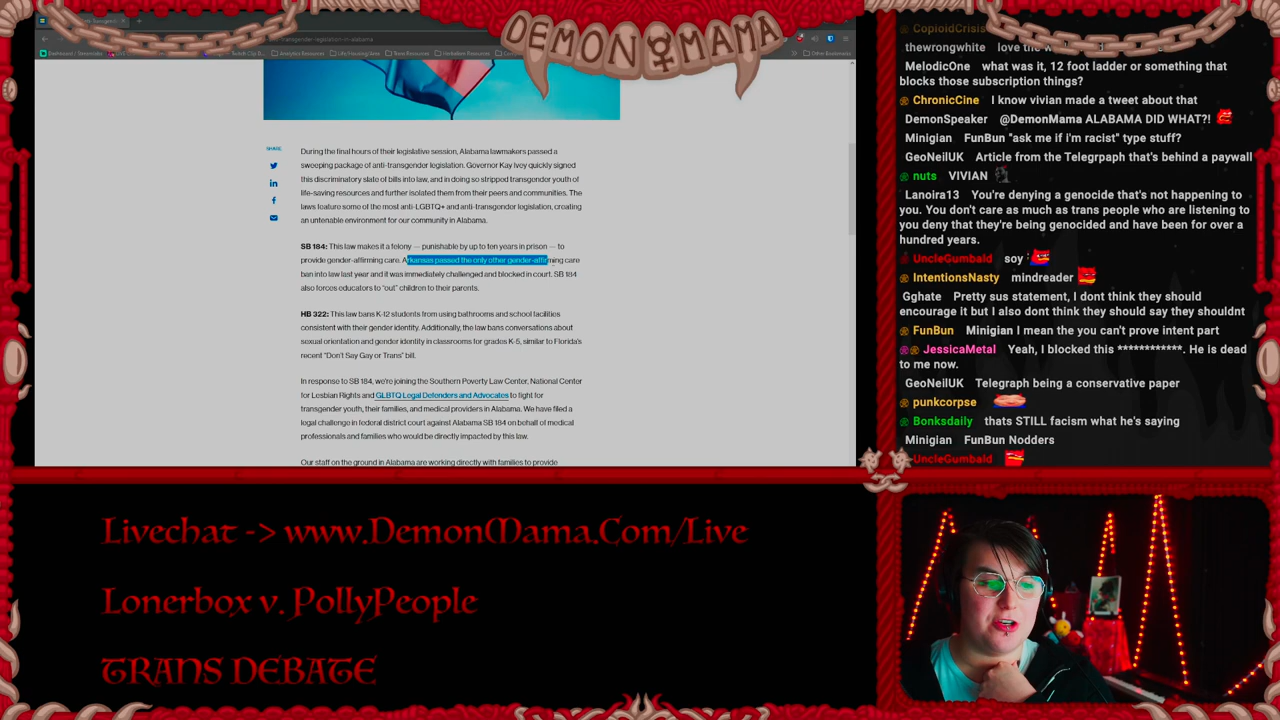 DEMON MAMA
transgender-legislation-in-alabama
Other Bookmarks
SHARE
During the final hours of their legislative session, Alabama lawmakers passed a
sweeping package of anti-transgender legislation. Governor Kay Ivey quickly signed
this discriminatory slate of bills into law, and in doing so stripped transgender youth of
life-saving resources and further isolated them from their peers and communities. The
laws feature some of the most anti-LGBTQ+ and anti-transgender legislation, creating
an untenable environment for our community in Alabama.
SB 184: This law makes it a felony — punishable by up to ten years in prison — to
provide gender-affirming care. Arkansas passed the only other gender-affirming care
ban into law last year and it was immediately challenged and blocked in court. SB 184
also forces educators to "out" children to their parents.
HB 322: This law bans K-12 students from using bathrooms and school facilities
consistent with their gender identity. Additionally, the law bans conversations about
sexual orientation and gender identity in classrooms for grades K-5, similar to Florida's
recent "Don't Say Gay or Trans" bill.
In response to SB 184, we're joining the Southern Poverty Law Center, National Center
for Lesbian Rights and GLBTQ Legal Defenders and Advocates to fight for
transgender youth, their families, and medical providers in Alabama. We have filed a
legal challenge in federal district court against Alabama SB 184 on behalf of medical
professionals and families who would be directly impacted by this law.
Our staff on the ground in Alabama are working directly with families to provide
CopioidCrisis
thewrongwhite love the
MelodicOne what was it, 12 foot ladder or something that
blocks those subscription things?
ChronicCine I know vivian made a tweet about that
DemonSpeaker @DemonMama ALABAMA DID WHAT?!
Minigian FunBun "ask me if i'm racist" type stuff?
GeoNeilUK Article from the Telegrpaph that's behind a paywall
nuts VIVIAN
Lanoira13 You're denying a genocide that's not happening to
you. You don't care as much as trans people who are listening to
you deny that they're being genocided and have been for over a
hundred years.
UncleGumbald soy
IntentionsNasty mindreader
Gghate Pretty sus statement, I dont think they should
encourage it but I also dont think they should say they shouldnt
FunBun Minigian I mean the you can't prove intent part
JessicaMetal Yeah, I blocked this ************. He is dead
to me now.
GeoNeilUK Telegraph being a conservative paper
punkcorpse
Bonksdaily thats STILL facism what he's saying
Minigian FunBun Nodders
UncleGumbald
Livechat -> www.DemonMama.Com/Live
Lonerbox v. PollyPeople
TRANS DEBATE